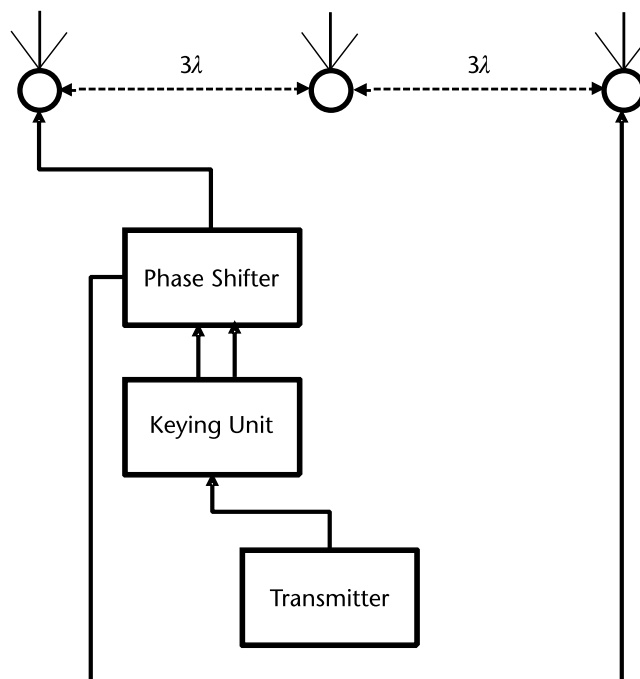 3λ
3λ
Phase Shifter
Keying Unit
Transmitter